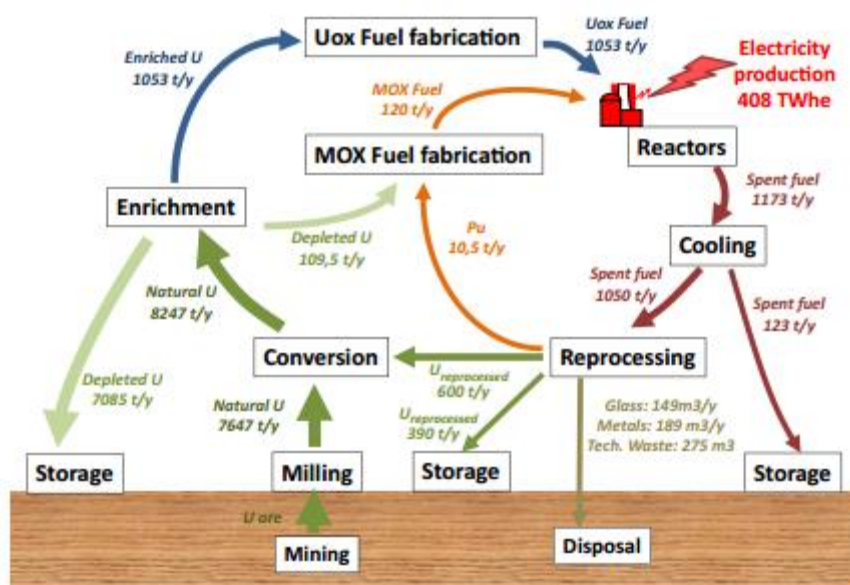 Uox Fuel fabrication
Uox Fuel
1053 t/y
Enriched U
1053 t/y
Electricity
production
408 TWhe
MOX Fuel
120 t/y
MOX Fuel fabrication
Reactors
Spent fuel
1173 t/y
Enrichment
Depleted U
109,5 t/y
Pu
10,5 t/y
Cooling
Natural U
8247 t/y
Spent fuel
1050 t/y
Spent fuel
123 t/y
Conversion
Reprocessing
Depleted U
7085 t/y
Natural U
7647 t/y
Ureprocessed
600 t/y
Ureprocessed
390 t/y
Glass: 149m3/y
Metals: 189 m3/y
Tech. Waste: 275 m3
Storage
Milling
Storage
Storage
U ore
Mining
Disposal